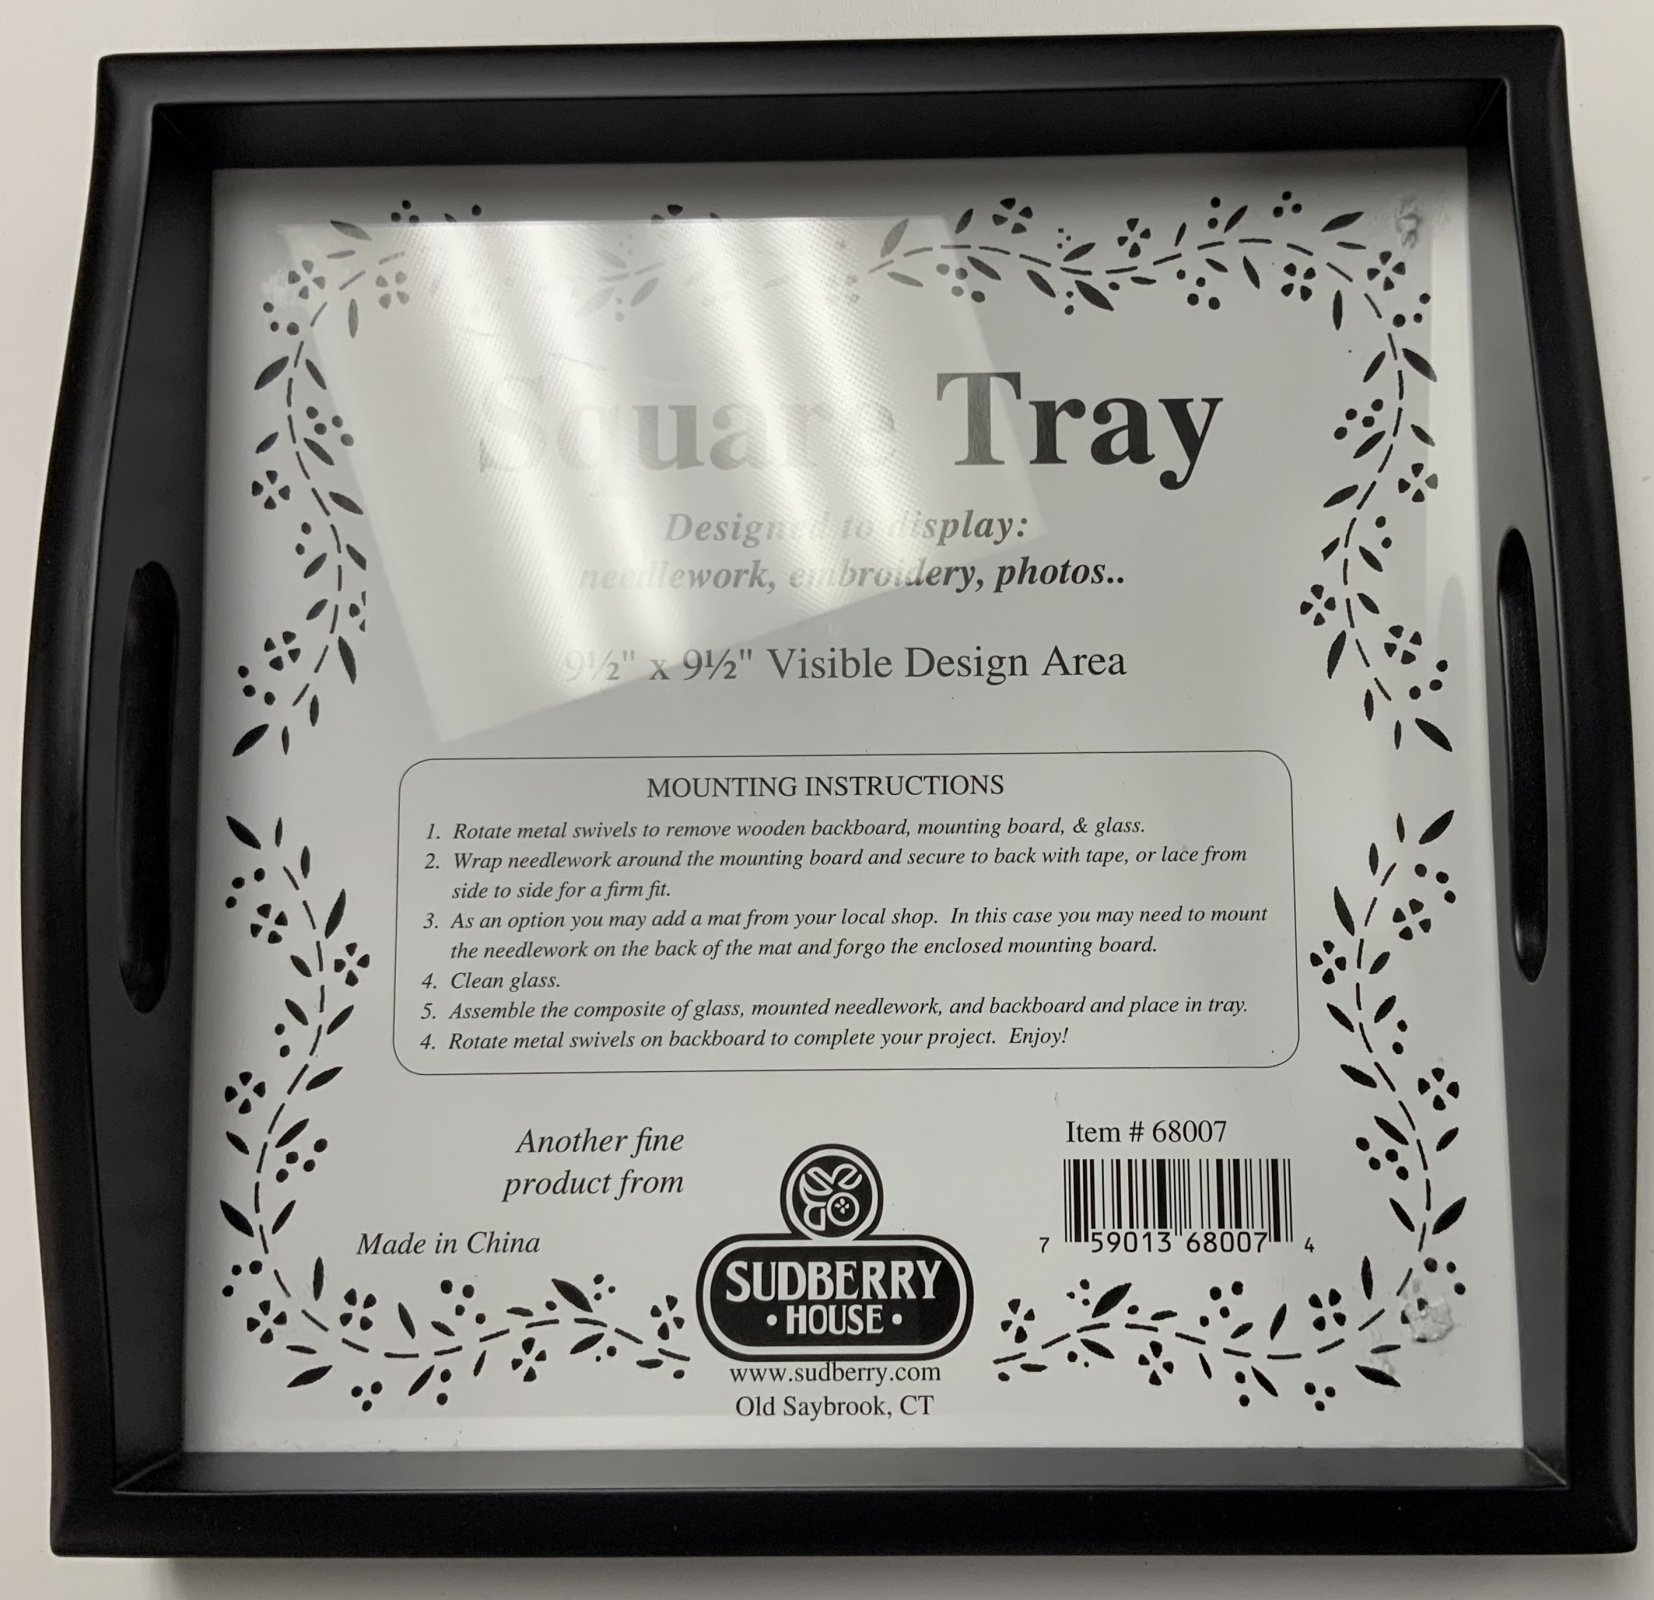 Square Tray
Designed to display:
needlework, embroidery, photos..
9½" x 9½" Visible Design Area
MOUNTING INSTRUCTIONS
1. Rotate metal swivels to remove wooden backboard, mounting board, & glass.
2. Wrap needlework around the mounting board and secure to back with tape, or lace from
side to side for a firm fit.
3. As an option you may add a mat from your local shop. In this case you may need to mount
the needlework on the back of the mat and forgo the enclosed mounting board.
4. Clean glass.
5. Assemble the composite of glass, mounted needlework, and backboard and place in tray.
4. Rotate metal swivels on backboard to complete your project. Enjoy!
Another fine
product from
Made in China
SUDBERRY
• HOUSE •
www.sudberry.com
Old Saybrook, CT
Item # 68007
7 59013 68007 4